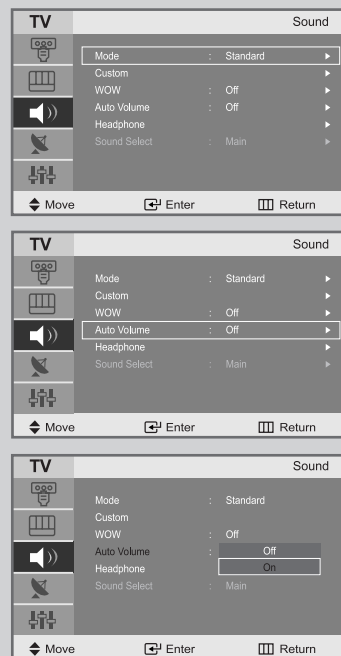 TV Sound
Mode : Standard
Custom
WOW : Off
Auto Volume : Off
Headphone
Sound Select : Main
Move Enter Return
TV Sound
Mode : Standard
Custom
WOW : Off
Auto Volume : Off
Headphone
Sound Select : Main
Move Enter Return
TV Sound
Mode : Standard
Custom
WOW : Off
Auto Volume : Off
Headphone On
Sound Select : Main
Move Enter Return